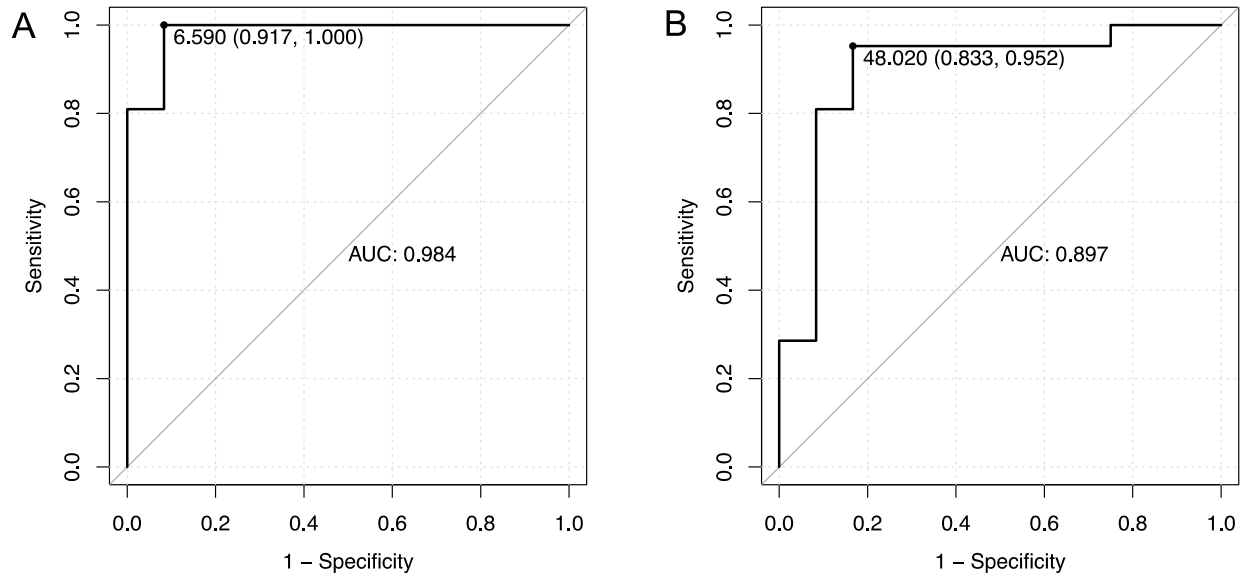 A
1.0
0.8
0.6
0.4
0.2
0.0
Sensitivity
6.590 (0.917, 1.000)
AUC: 0.984
0.0 0.2 0.4 0.6 0.8 1.0
1 – Specificity
B
1.0
0.8
0.6
0.4
0.2
0.0
Sensitivity
48.020 (0.833, 0.952)
AUC: 0.897
0.0 0.2 0.4 0.6 0.8 1.0
1 – Specificity